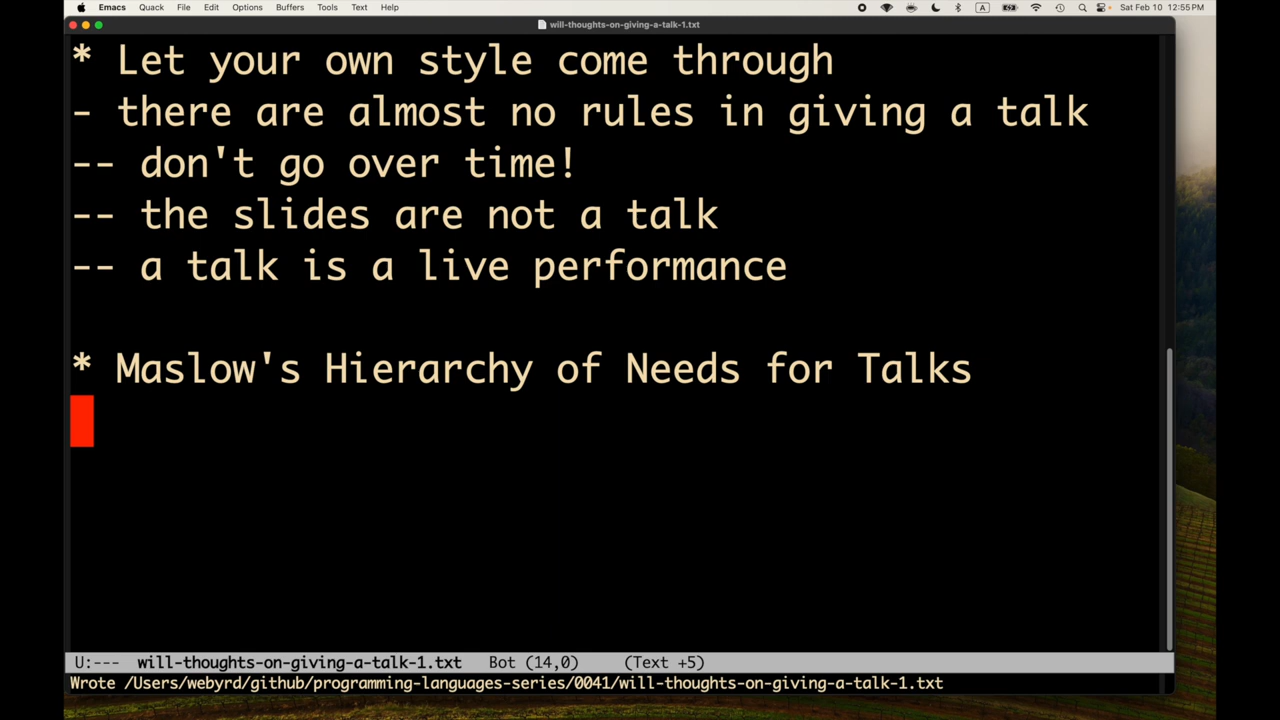 Emacs Quack File Edit Options Buffers Tools Text Help A Sat Feb 10 12:55 PM
will-thoughts-on-giving-a-talk-1.txt
* Let your own style come through
- there are almost no rules in giving a talk
-- don't go over time!
-- the slides are not a talk
-- a talk is a live performance
* Maslow's Hierarchy of Needs for Talks
U:--- will-thoughts-on-giving-a-talk-1.txt Bot (14,0) (Text +5)
Wrote /Users/webyrd/github/programming-languages-series/0041/will-thoughts-on-giving-a-talk-1.txt